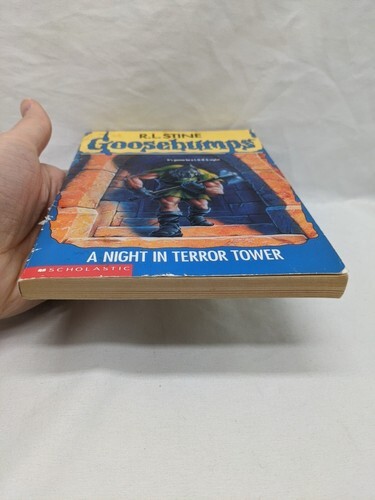 R.L. STINE
Goosebumps
A NIGHT IN TERROR TOWER
SCHOLASTIC